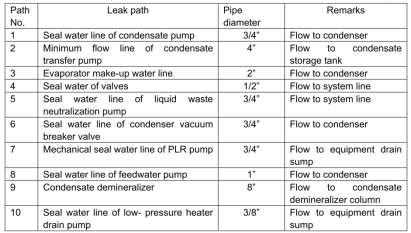 Path No. | Leak path | Pipe diameter | Remarks
1 | Seal water line of condensate pump | 3/4” | Flow to condenser
2 | Minimum flow line of condensate transfer pump | 4” | Flow to condensate storage tank
3 | Evaporator make-up water line | 2” | Flow to condenser
4 | Seal water of valves | 1/2” | Flow to system line
5 | Seal water line of liquid waste neutralization pump | 3/4” | Flow to system line
6 | Seal water line of condenser vacuum breaker valve | 3/4” | Flow to condenser
7 | Mechanical seal water line of PLR pump | 3/4” | Flow to equipment drain sump
8 | Seal water line of feedwater pump | 1” | Flow to condenser
9 | Condensate demineralizer | 8” | Flow to condensate demineralizer column
10 | Seal water line of low- pressure heater drain pump | 3/8” | Flow to equipment drain sump